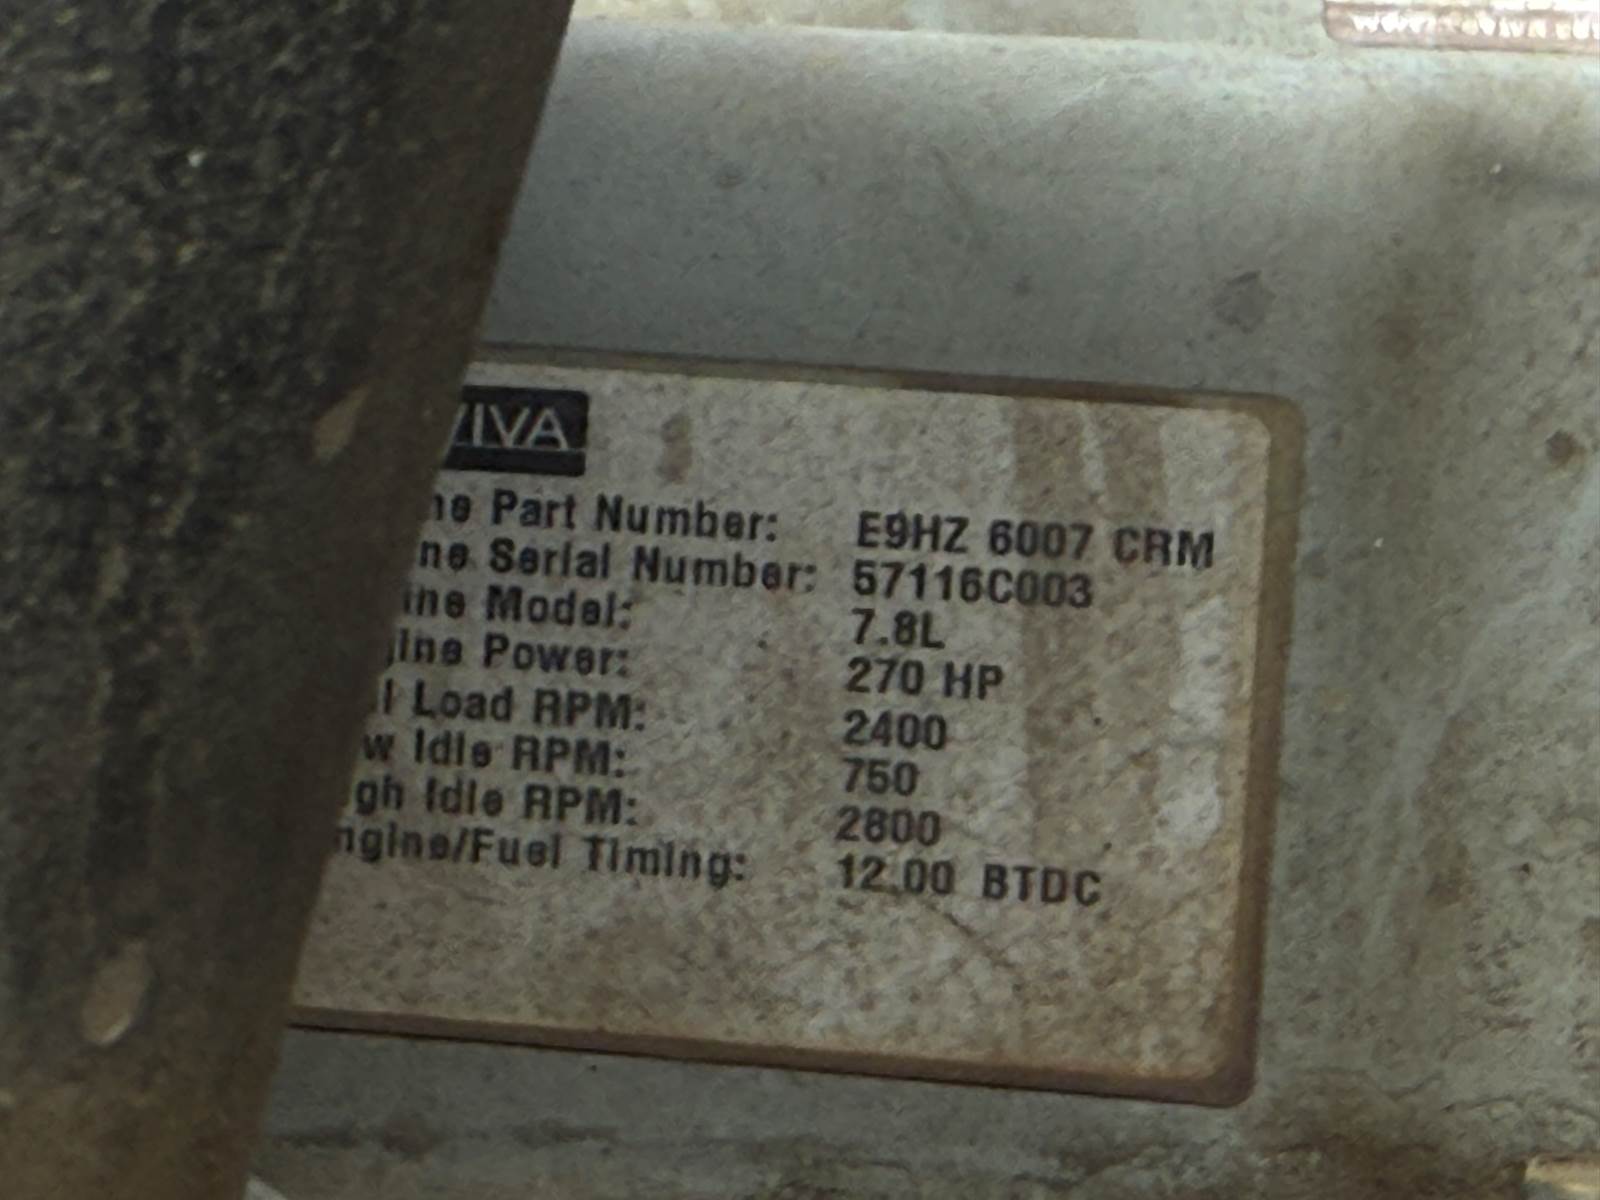 VIVA
ne Part Number: E9HZ 6007 CRM
ne Serial Number: 57116C003
ine Model: 7.8L
gine Power: 270 HP
l Load RPM: 2400
w Idle RPM: 750
gh Idle RPM: 2800
ngine/Fuel Timing: 12.00 BTDC